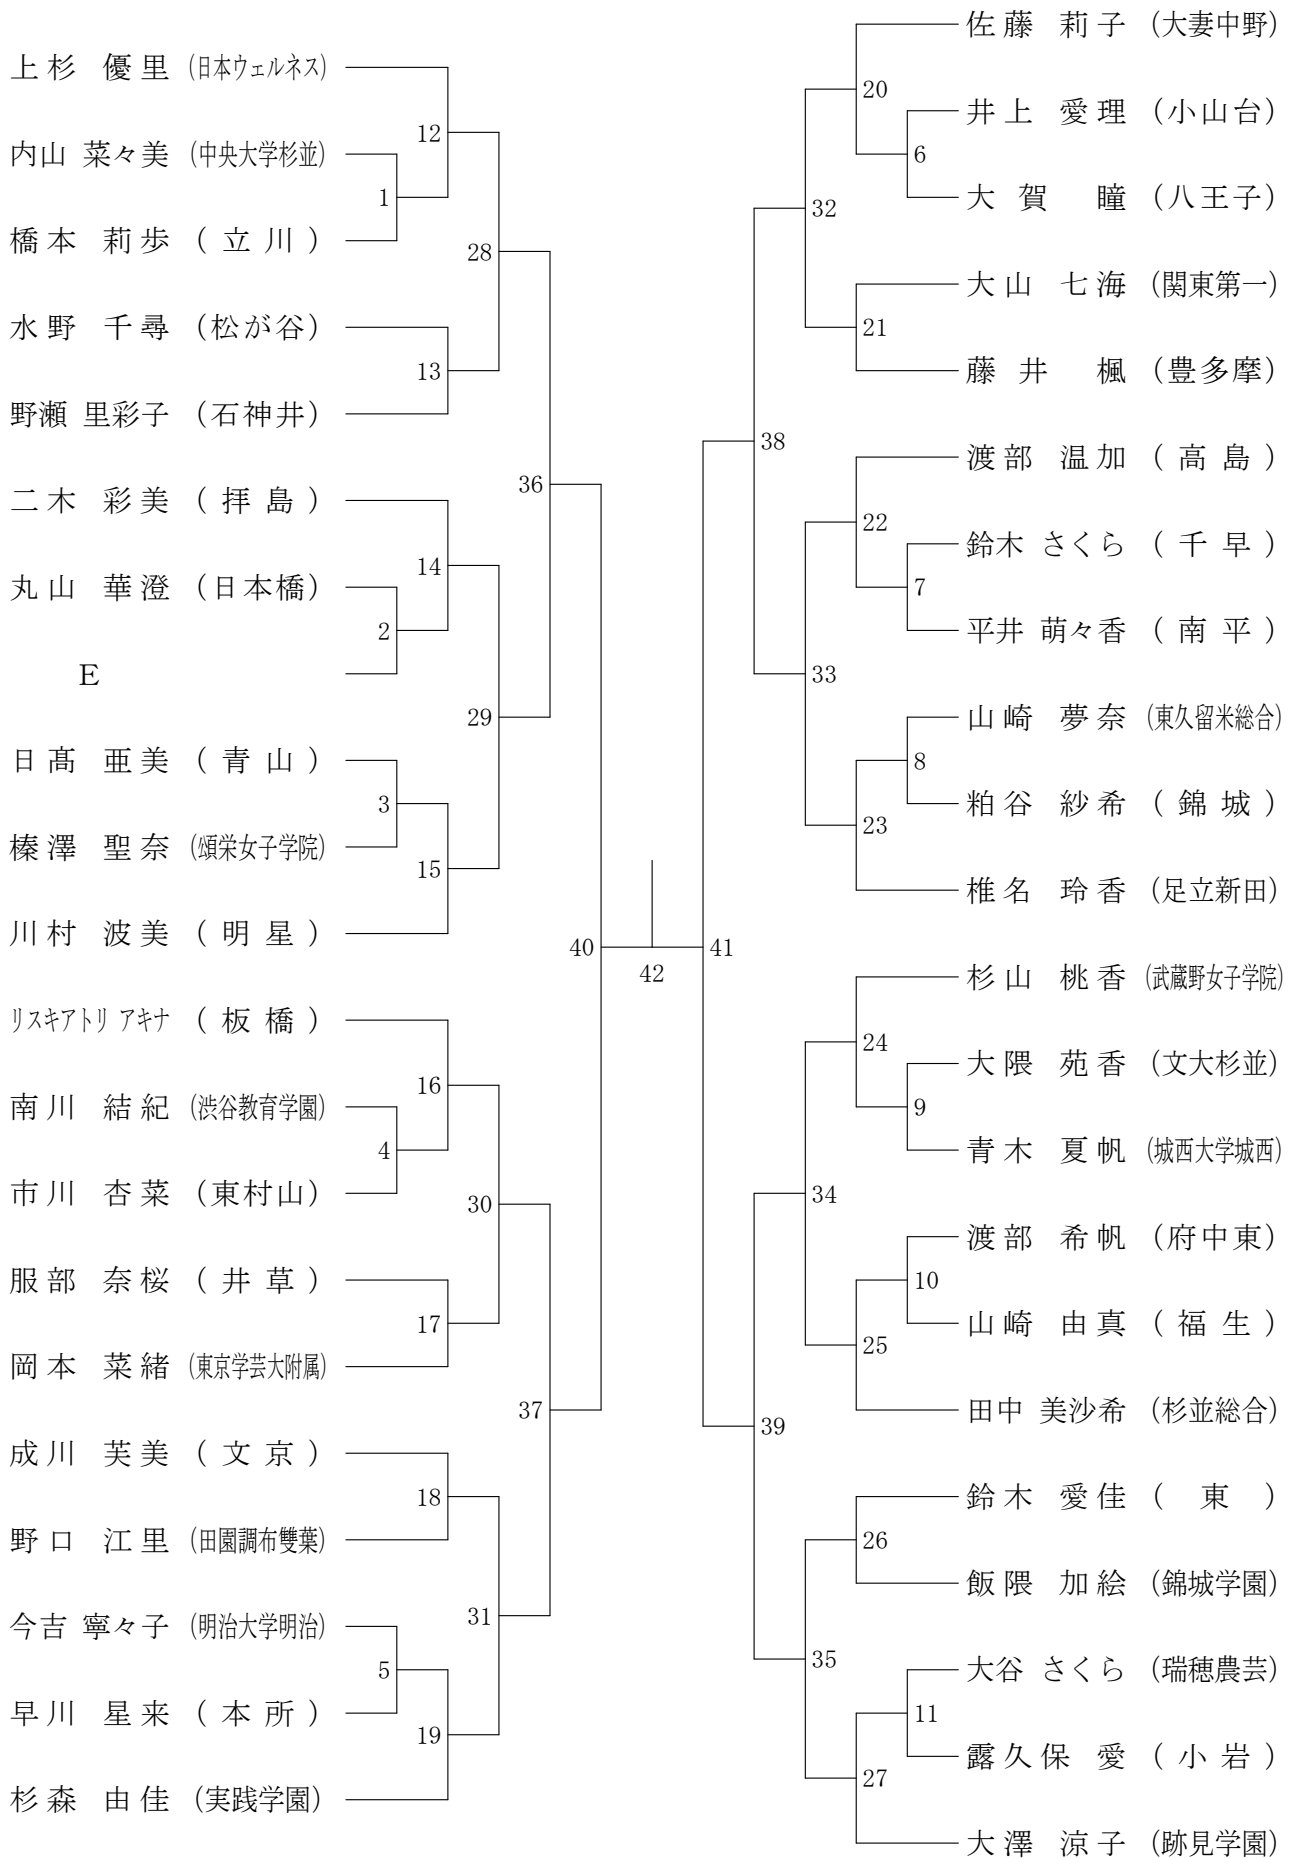 上杉 優里 (日本ウェルネス)
内山 菜々美 (中央大学杉並)
橋本 莉歩 (立川)
水野 千尋 (松が谷)
野瀬 里彩子 (石神井)
二木 彩美 (拝島)
丸山 華澄 (日本橋)
E
日髙 亜美 (青山)
榛澤 聖奈 (頌栄女子学院)
川村 波美 (明星)
リスキアトリ アキナ (板橋)
南川 結紀 (渋谷教育学園)
市川 杏菜 (東村山)
服部 奈桜 (井草)
岡本 菜緒 (東京学芸大附属)
成川 芙美 (文京)
野口 江里 (田園調布雙葉)
今吉 寧々子 (明治大学明治)
早川 星来 (本所)
杉森 由佳 (実践学園)
1
2
3
4
5
12
13
14
15
16
17
18
19
28
29
30
31
36
37
40
42
41
38
39
32
33
34
35
20
21
22
23
24
25
26
27
6
7
8
9
10
11
佐藤 莉子 (大妻中野)
井上 愛理 (小山台)
大賀 瞳 (八王子)
大山 七海 (関東第一)
藤井 楓 (豊多摩)
渡部 温加 (高島)
鈴木 さくら (千早)
平井 萌々香 (南平)
山崎 夢奈 (東久留米総合)
粕谷 紗希 (錦城)
椎名 玲香 (足立新田)
杉山 桃香 (武蔵野女子学院)
大隈 苑香 (文大杉並)
青木 夏帆 (城西大学城西)
渡部 希帆 (府中東)
山崎 由真 (福生)
田中 美沙希 (杉並総合)
鈴木 愛佳 (東)
飯隈 加絵 (錦城学園)
大谷 さくら (瑞穂農芸)
露久保 愛 (小岩)
大澤 涼子 (跡見学園)